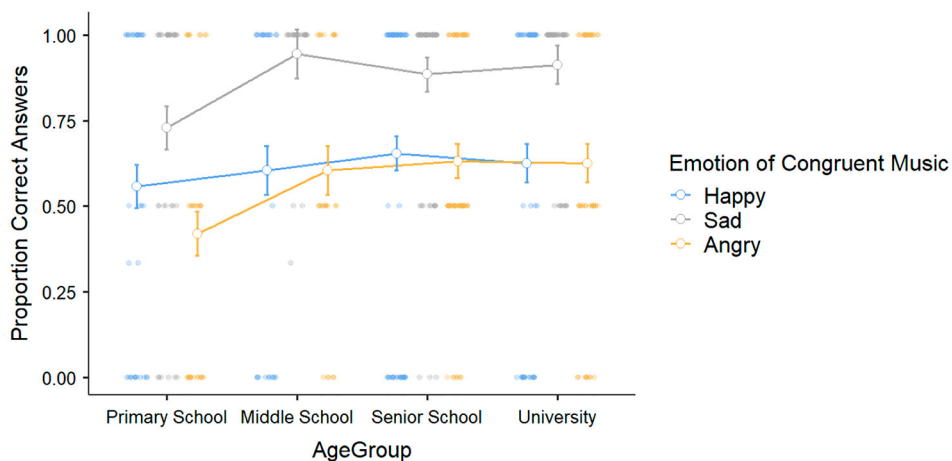 Proportion Correct Answers
1.00
0.75
0.50
0.25
0.00
Primary School
Middle School
Senior School
University
AgeGroup
Emotion of Congruent Music
Happy
Sad
Angry